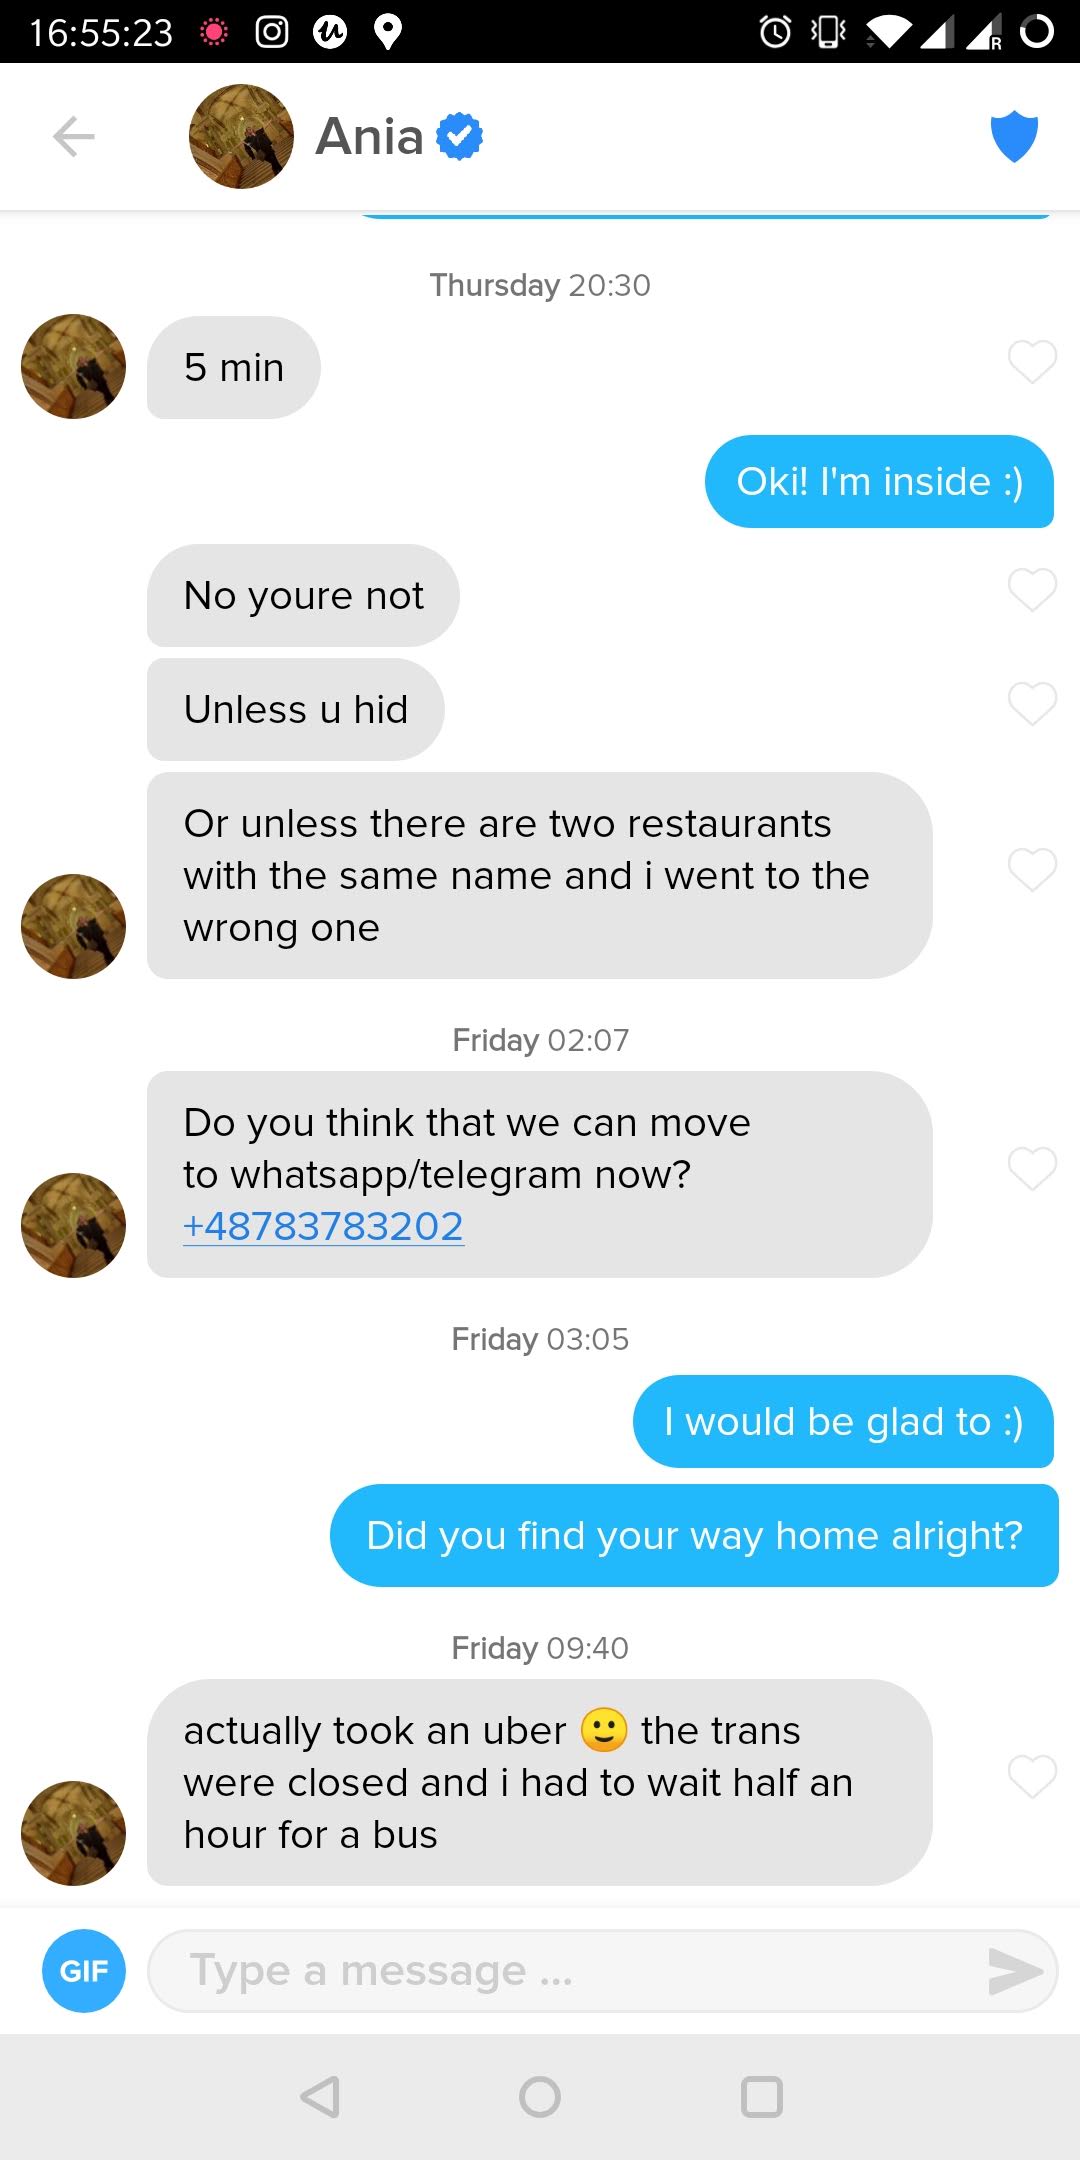 16:55:23
R
Ania
Thursday 20:30
5 min
Oki! I'm inside :)
No youre not
Unless u hid
Or unless there are two restaurants
with the same name and i went to the
wrong one
Friday 02:07
Do you think that we can move
to whatsapp/telegram now?
+48783783202
Friday 03:05
I would be glad to :)
Did you find your way home alright?
Friday 09:40
actually took an uber 🙂 the trans
were closed and i had to wait half an
hour for a bus
GIF
Type a message ...